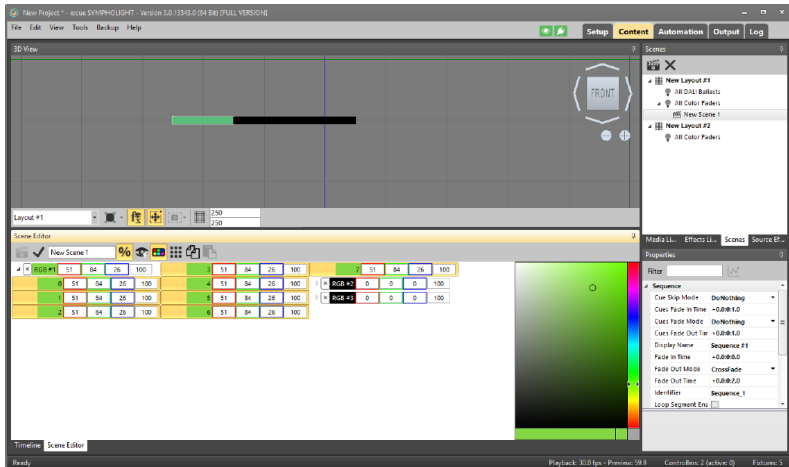 New Project* - e:cue SYMPHOLIGHT - Version 3.0.13543.0 (64 Bit) [FULL VERSION]
File Edit View Tools Backup Help
Setup Content Automation Output Log
3D View
FRONT
Layout #1
250
250
Scene Editor
New Scene 1 %
RGB #1 51 84 26 100 3 51 84 26 100 7 51 84 26 100
0 51 84 26 100 4 51 84 26 100 RGB #2 0 0 0 100
1 51 84 26 100 5 51 84 26 100 RGB #3 0 0 0 100
2 51 84 26 100 6 51 84 26 100
Timeline Scene Editor
Scenes
New Layout #1
All DALI Ballasts
All Color Faders
New Scene 1
New Layout #2
All Color Faders
Media Li... Effects Li... Scenes Source Ef...
Properties
Filter
Sequence
Cue Skip Mode DoNothing
Cues Fade In Time +0.0:0:1.0
Cues Fade Mode DoNothing
Cues Fade Out Tim +0.0:0:1.0
Display Name Sequence #1
Fade In Time +0.0:0:0.0
Fade Out Mode CrossFade
Fade Out Time +0.0:0:2.0
Identifier Sequence_1
Loop Segment Ena
Ready
Playback: 30.0 fps - Preview: 59.9 Controllers: 2 (active: 0) Fixtures: 5